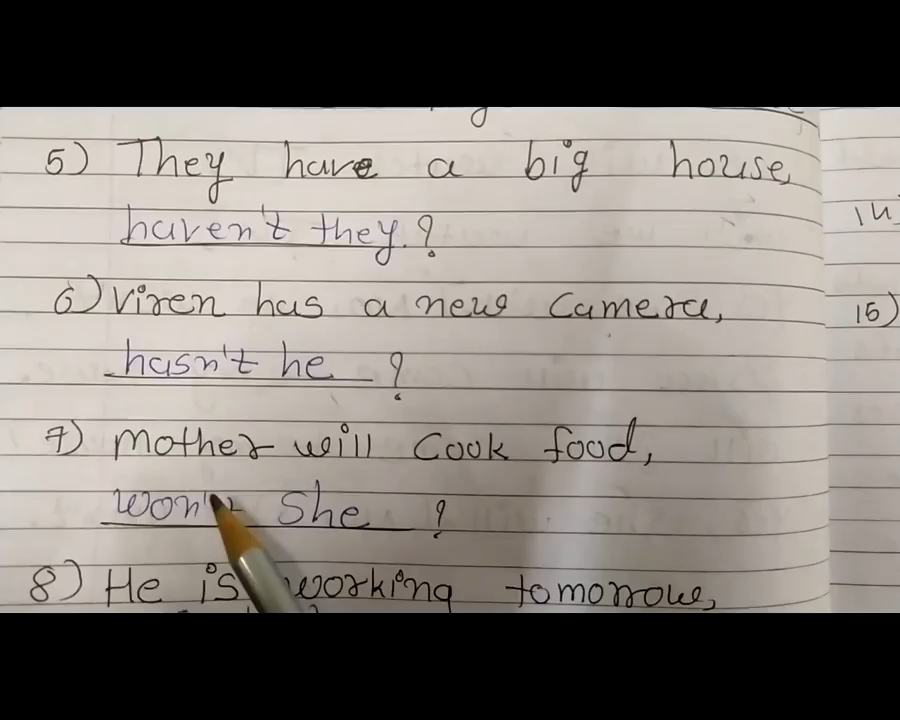 5) They have a big house,
haven't they.?
6) Viren has a new camera,
hasn't he ?
7) Mother will Cook food,
won't She ?
8) He is working tomorrow,
14)
15)